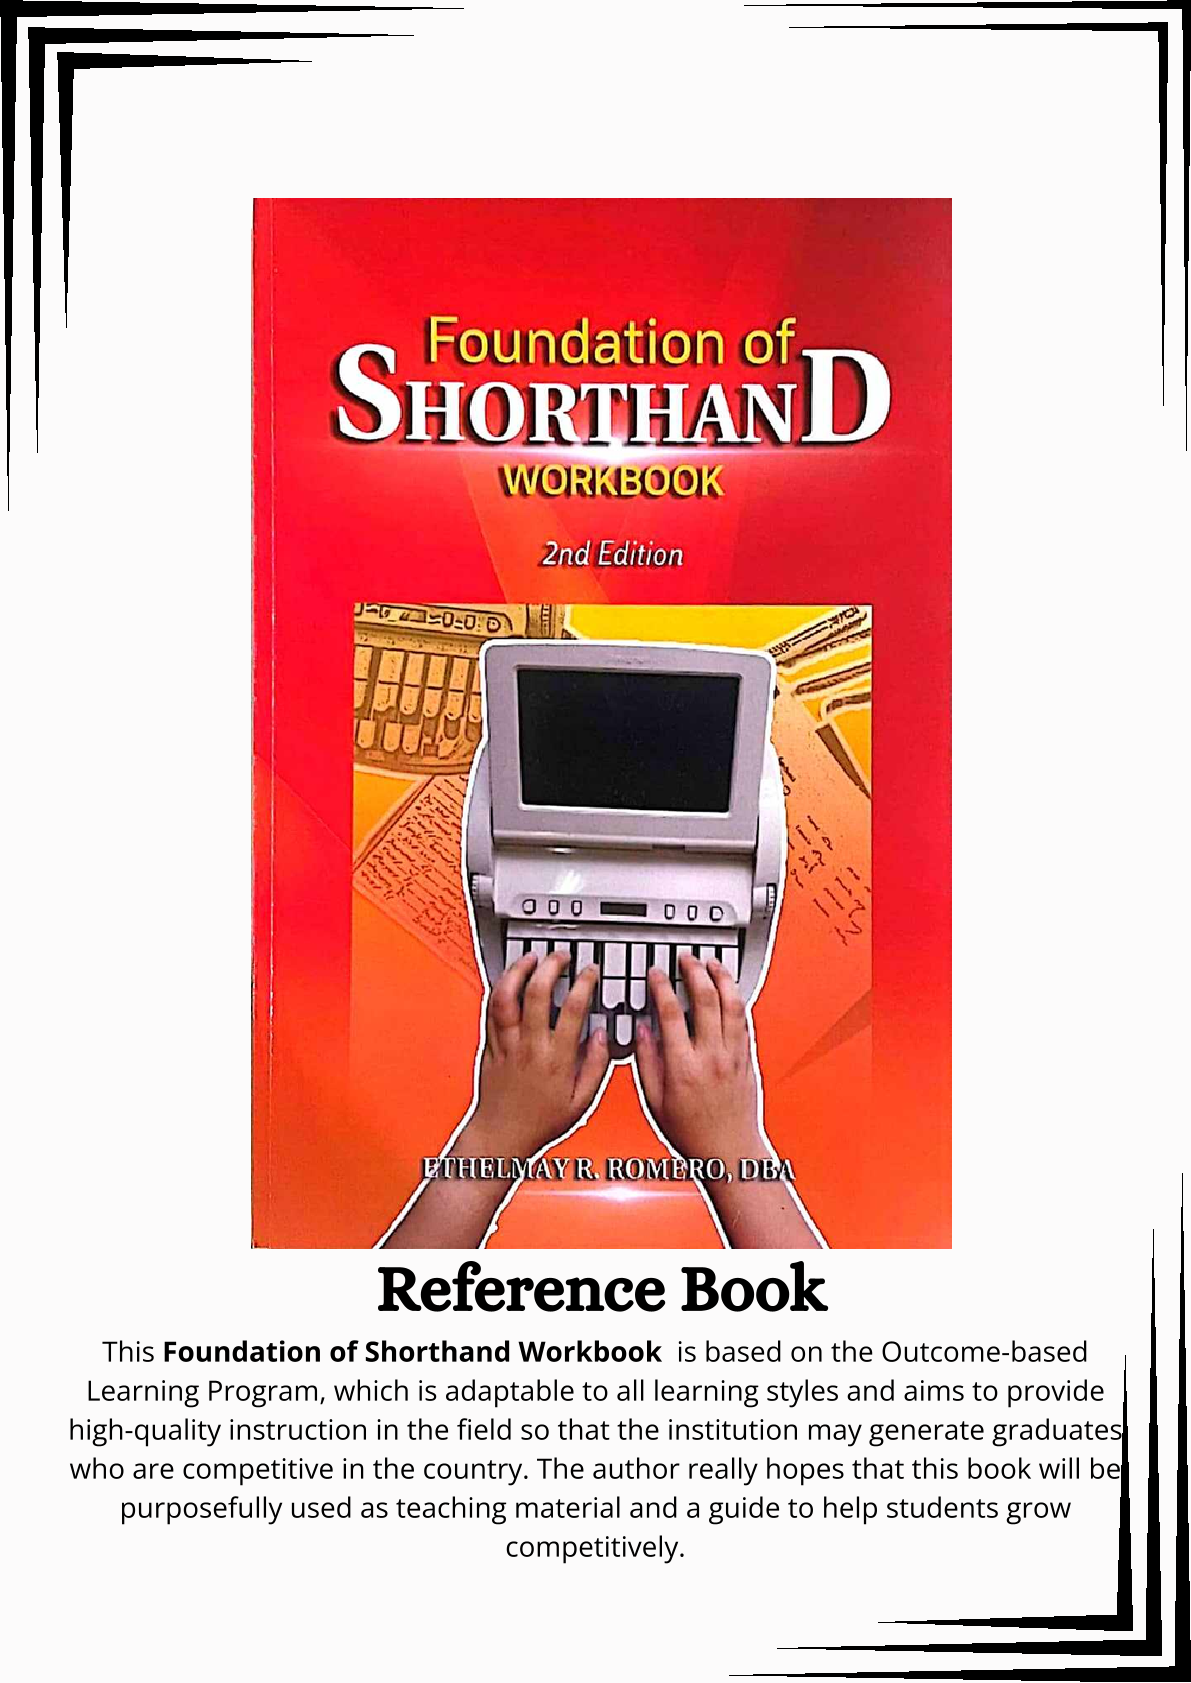 Foundation of
SHORTHAND
WORKBOOK
2nd Edition
ETHELMAY R. ROMERO, DBA
Reference Book
This Foundation of Shorthand Workbook is based on the Outcome-based
Learning Program, which is adaptable to all learning styles and aims to provide
high-quality instruction in the field so that the institution may generate graduates
who are competitive in the country. The author really hopes that this book will be
purposefully used as teaching material and a guide to help students grow
competitively.